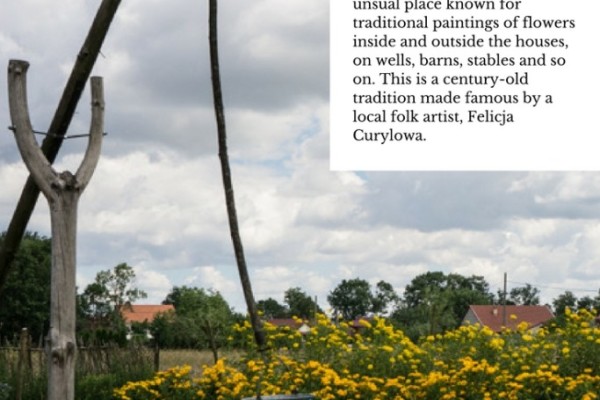 unsual place known for
traditional paintings of flowers
inside and outside the houses,
on wells, barns, stables and so
on. This is a century-old
tradition made famous by a
local folk artist, Felicja
Curylowa.